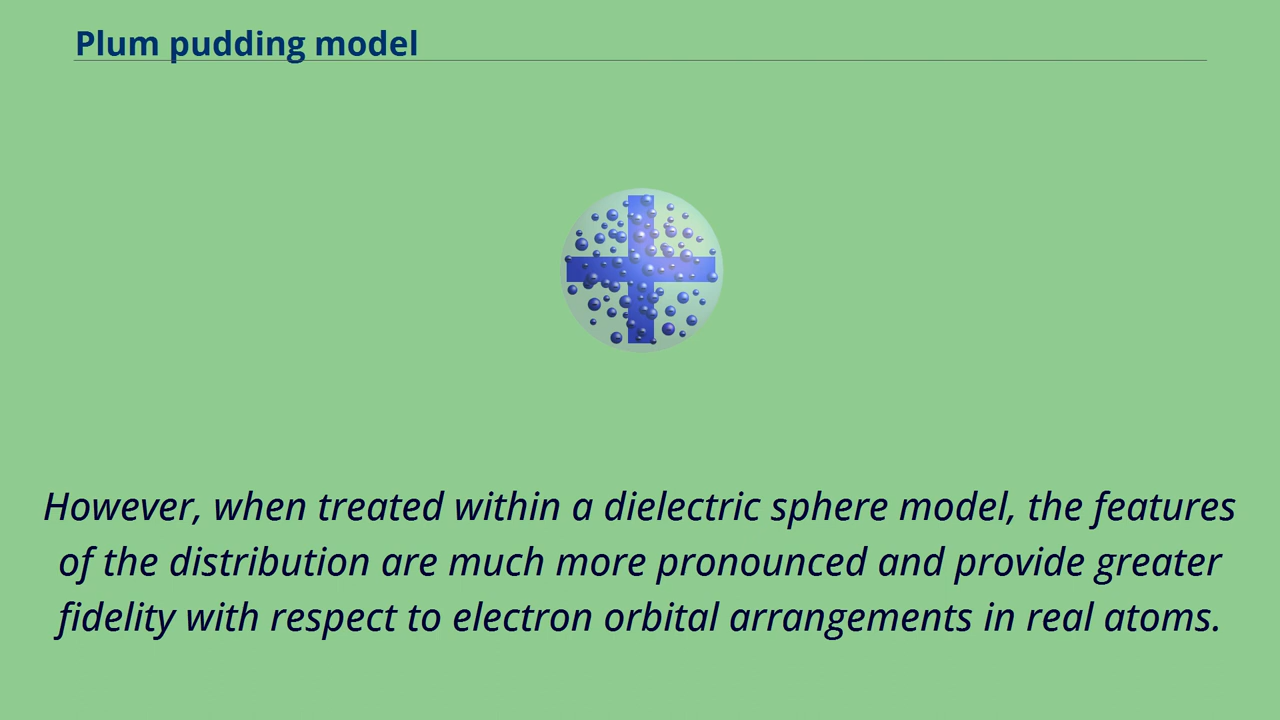 Plum pudding model
However, when treated within a dielectric sphere model, the features
of the distribution are much more pronounced and provide greater
fidelity with respect to electron orbital arrangements in real atoms.